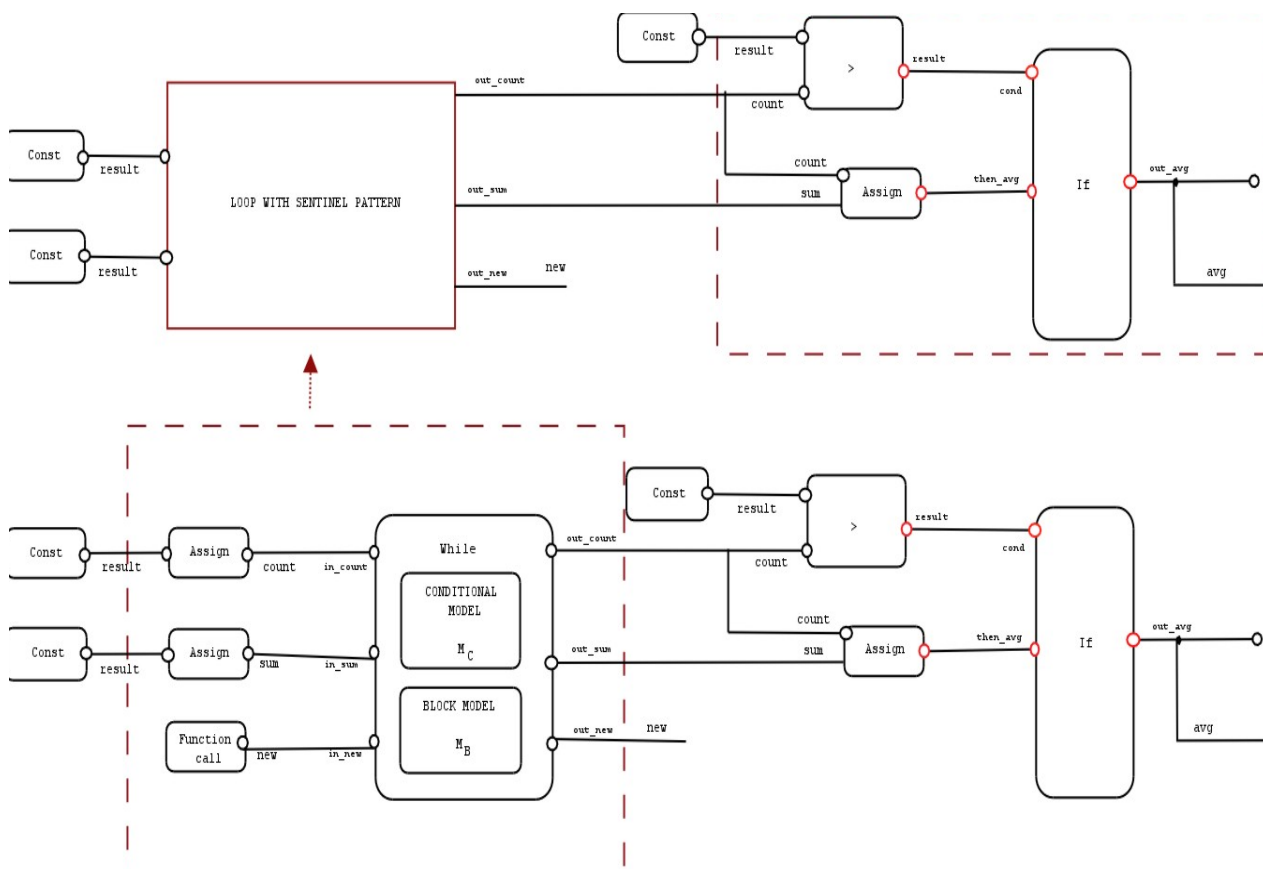 Const
result
>
result
cond
count
out_count
Const
result
LOOP WITH SENTINEL PATTERN
out_sum
count
sum
Assign
then_avg
If
out_avg
Const
result
out_new
new
avg
Const
result
>
result
cond
count
out_count
Const
result
Assign
count
in_count
While
CONDITIONAL
MODEL
M_C
Const
result
Assign
sum
in_sum
out_sum
count
sum
Assign
then_avg
If
out_avg
BLOCK MODEL
M_B
Function
call
new
in_new
out_new
new
avg